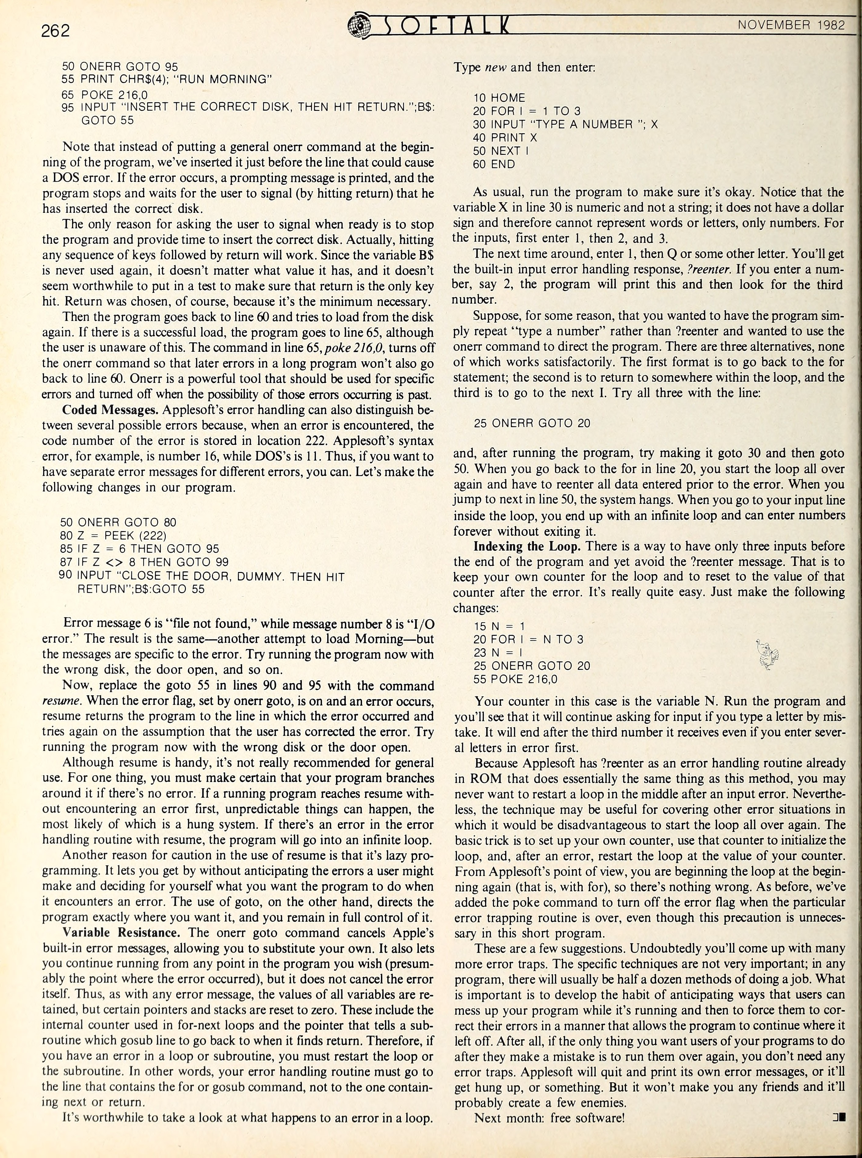 262
SOFTALK
NOVEMBER 1982
50 ONERR GOTO 95
55 PRINT CHR$(4); "RUN MORNING"
65 POKE 216,0
95 INPUT "INSERT THE CORRECT DISK, THEN HIT RETURN.";B$:
GOTO 55
Note that instead of putting a general onerr command at the begin-
ning of the program, we've inserted it just before the line that could cause
a DOS error. If the error occurs, a prompting message is printed, and the
program stops and waits for the user to signal (by hitting return) that he
has inserted the correct disk.
The only reason for asking the user to signal when ready is to stop
the program and provide time to insert the correct disk. Actually, hitting
any sequence of keys followed by return will work. Since the variable B$
is never used again, it doesn't matter what value it has, and it doesn't
seem worthwhile to put in a test to make sure that return is the only key
hit. Return was chosen, of course, because it's the minimum necessary.
Then the program goes back to line 60 and tries to load from the disk
again. If there is a successful load, the program goes to line 65, although
the user is unaware of this. The command in line 65, poke 216,0, turns off
the onerr command so that later errors in a long program won't also go
back to line 60. Onerr is a powerful tool that should be used for specific
errors and turned off when the possibility of those errors occurring is past.
Coded Messages. Applesoft's error handling can also distinguish be-
tween several possible errors because, when an error is encountered, the
code number of the error is stored in location 222. Applesoft's syntax
error, for example, is number 16, while DOS's is 11. Thus, if you want to
have separate error messages for different errors, you can. Let's make the
following changes in our program.
50 ONERR GOTO 80
80 Z = PEEK (222)
85 IF Z = 6 THEN GOTO 95
87 IF Z <> 8 THEN GOTO 99
90 INPUT "CLOSE THE DOOR, DUMMY. THEN HIT
RETURN";B$:GOTO 55
Error message 6 is "file not found," while message number 8 is "I/O
error." The result is the same—another attempt to load Morning—but
the messages are specific to the error. Try running the program now with
the wrong disk, the door open, and so on.
Now, replace the goto 55 in lines 90 and 95 with the command
resume. When the error flag, set by onerr goto, is on and an error occurs,
resume returns the program to the line in which the error occurred and
tries again on the assumption that the user has corrected the error. Try
running the program now with the wrong disk or the door open.
Although resume is handy, it's not really recommended for general
use. For one thing, you must make certain that your program branches
around it if there's no error. If a running program reaches resume with-
out encountering an error first, unpredictable things can happen, the
most likely of which is a hung system. If there's an error in the error
handling routine with resume, the program will go into an infinite loop.
Another reason for caution in the use of resume is that it's lazy pro-
gramming. It lets you get by without anticipating the errors a user might
make and deciding for yourself what you want the program to do when
it encounters an error. The use of goto, on the other hand, directs the
program exactly where you want it, and you remain in full control of it.
Variable Resistance. The onerr goto command cancels Apple's
built-in error messages, allowing you to substitute your own. It also lets
you continue running from any point in the program you wish (presum-
ably the point where the error occurred), but it does not cancel the error
itself. Thus, as with any error message, the values of all variables are re-
tained, but certain pointers and stacks are reset to zero. These include the
internal counter used in for-next loops and the pointer that tells a sub-
routine which gosub line to go back to when it finds return. Therefore, if
you have an error in a loop or subroutine, you must restart the loop or
the subroutine. In other words, your error handling routine must go to
the line that contains the for or gosub command, not to the one contain-
ing next or return.
It's worthwhile to take a look at what happens to an error in a loop.
Type new and then enter:
10 HOME
20 FOR I = 1 TO 3
30 INPUT "TYPE A NUMBER "; X
40 PRINT X
50 NEXT I
60 END
As usual, run the program to make sure it's okay. Notice that the
variable X in line 30 is numeric and not a string; it does not have a dollar
sign and therefore cannot represent words or letters, only numbers. For
the inputs, first enter 1, then 2, and 3.
The next time around, enter 1, then Q or some other letter. You'll get
the built-in input error handling response, ?reenter. If you enter a num-
ber, say 2, the program will print this and then look for the third
number.
Suppose, for some reason, that you wanted to have the program sim-
ply repeat "type a number" rather than ?reenter and wanted to use the
onerr command to direct the program. There are three alternatives, none
of which works satisfactorily. The first format is to go back to the for
statement; the second is to return to somewhere within the loop, and the
third is to go to the next I. Try all three with the line:
25 ONERR GOTO 20
and, after running the program, try making it goto 30 and then goto
50. When you go back to the for in line 20, you start the loop all over
again and have to reenter all data entered prior to the error. When you
jump to next in line 50, the system hangs. When you go to your input line
inside the loop, you end up with an infinite loop and can enter numbers
forever without exiting it.
Indexing the Loop. There is a way to have only three inputs before
the end of the program and yet avoid the ?reenter message. That is to
keep your own counter for the loop and to reset to the value of that
counter after the error. It's really quite easy. Just make the following
changes:
15 N = 1
20 FOR I = N TO 3
23 N = I
25 ONERR GOTO 20
55 POKE 216,0
Your counter in this case is the variable N. Run the program and
you'll see that it will continue asking for input if you type a letter by mis-
take. It will end after the third number it receives even if you enter sever-
al letters in error first.
Because Applesoft has ?reenter as an error handling routine already
in ROM that does essentially the same thing as this method, you may
never want to restart a loop in the middle after an input error. Neverthe-
less, the technique may be useful for covering other error situations in
which it would be disadvantageous to start the loop all over again. The
basic trick is to set up your own counter, use that counter to initialize the
loop, and, after an error, restart the loop at the value of your counter.
From Applesoft's point of view, you are beginning the loop at the begin-
ning again (that is, with for), so there's nothing wrong. As before, we've
added the poke command to turn off the error flag when the particular
error trapping routine is over, even though this precaution is unneces-
sary in this short program.
These are a few suggestions. Undoubtedly you'll come up with many
more error traps. The specific techniques are not very important; in any
program, there will usually be half a dozen methods of doing a job. What
is important is to develop the habit of anticipating ways that users can
mess up your program while it's running and then to force them to cor-
rect their errors in a manner that allows the program to continue where it
left off. After all, if the only thing you want users of your programs to do
after they make a mistake is to run them over again, you don't need any
error traps. Applesoft will quit and print its own error messages, or it'll
get hung up, or something. But it won't make you any friends and it'll
probably create a few enemies.
Next month: free software!